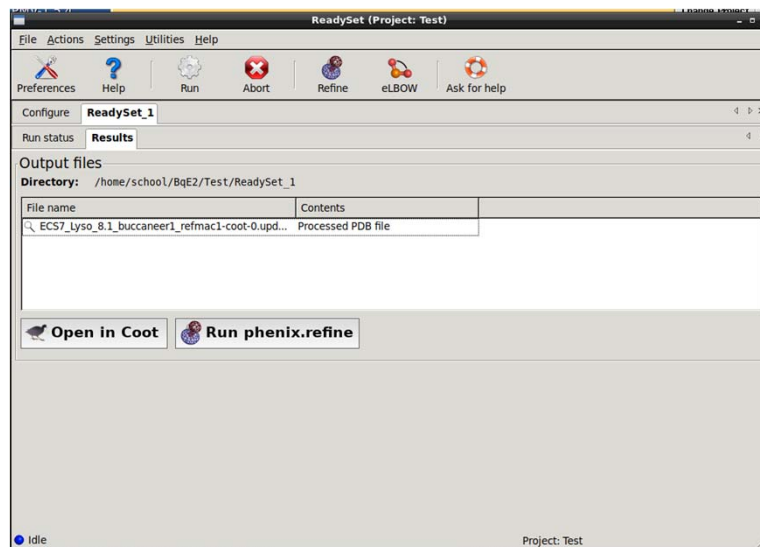 ReadySet (Project: Test)
File Actions Settings Utilities Help
Preferences Help Run Abort Refine eLBOW Ask for help
Configure ReadySet_1
Run status Results
Output files
Directory: /home/school/BqE2/Test/ReadySet_1
File name Contents
ECS7_Lyso_8.1_buccaneer1_refmac1-coot-0.upd... Processed PDB file
Open in Coot Run phenix.refine
Idle Project: Test